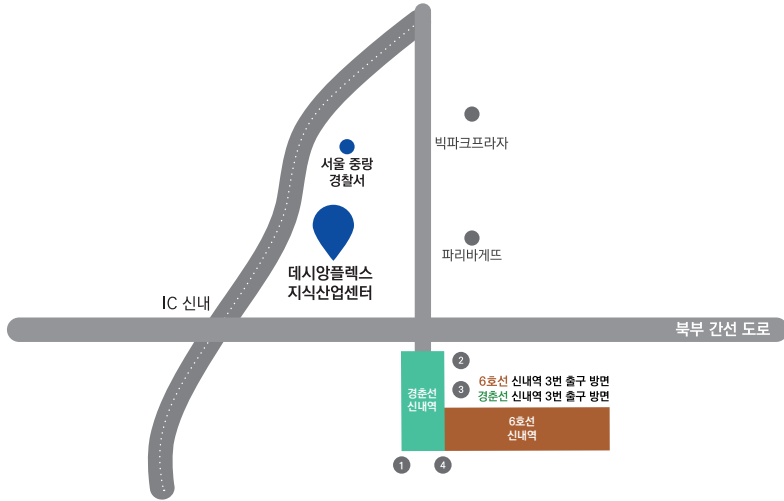 빅파크프라자
서울 중랑
경찰서
파리바게뜨
데시앙플렉스
지식산업센터
IC 신내
북부 간선 도로
2
3
6호선 신내역 3번 출구 방면
경춘선 신내역 3번 출구 방면
경춘선
신내역
6호선
신내역
1
4